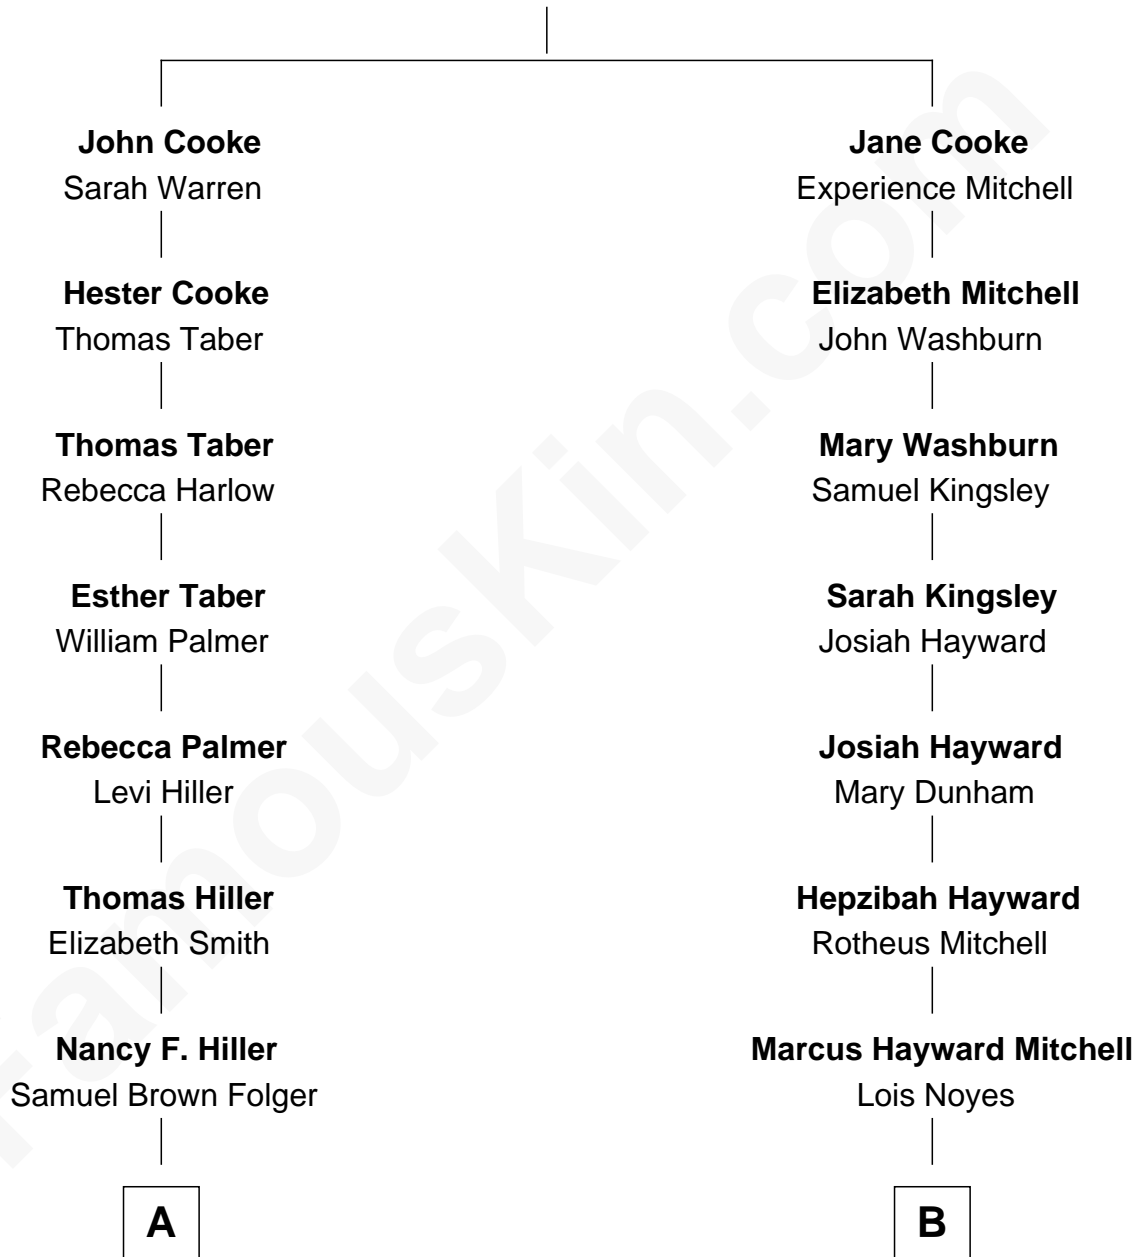 John Cooke
Sarah Warren
Jane Cooke
Experience Mitchell
Hester Cooke
Thomas Taber
Elizabeth Mitchell
John Washburn
Thomas Taber
Rebecca Harlow
Mary Washburn
Samuel Kingsley
Esther Taber
William Palmer
Sarah Kingsley
Josiah Hayward
Rebecca Palmer
Levi Hiller
Josiah Hayward
Mary Dunham
Thomas Hiller
Elizabeth Smith
Hepzibah Hayward
Rotheus Mitchell
Nancy F. Hiller
Samuel Brown Folger
Marcus Hayward Mitchell
Lois Noyes
A
B
FamousKin.com